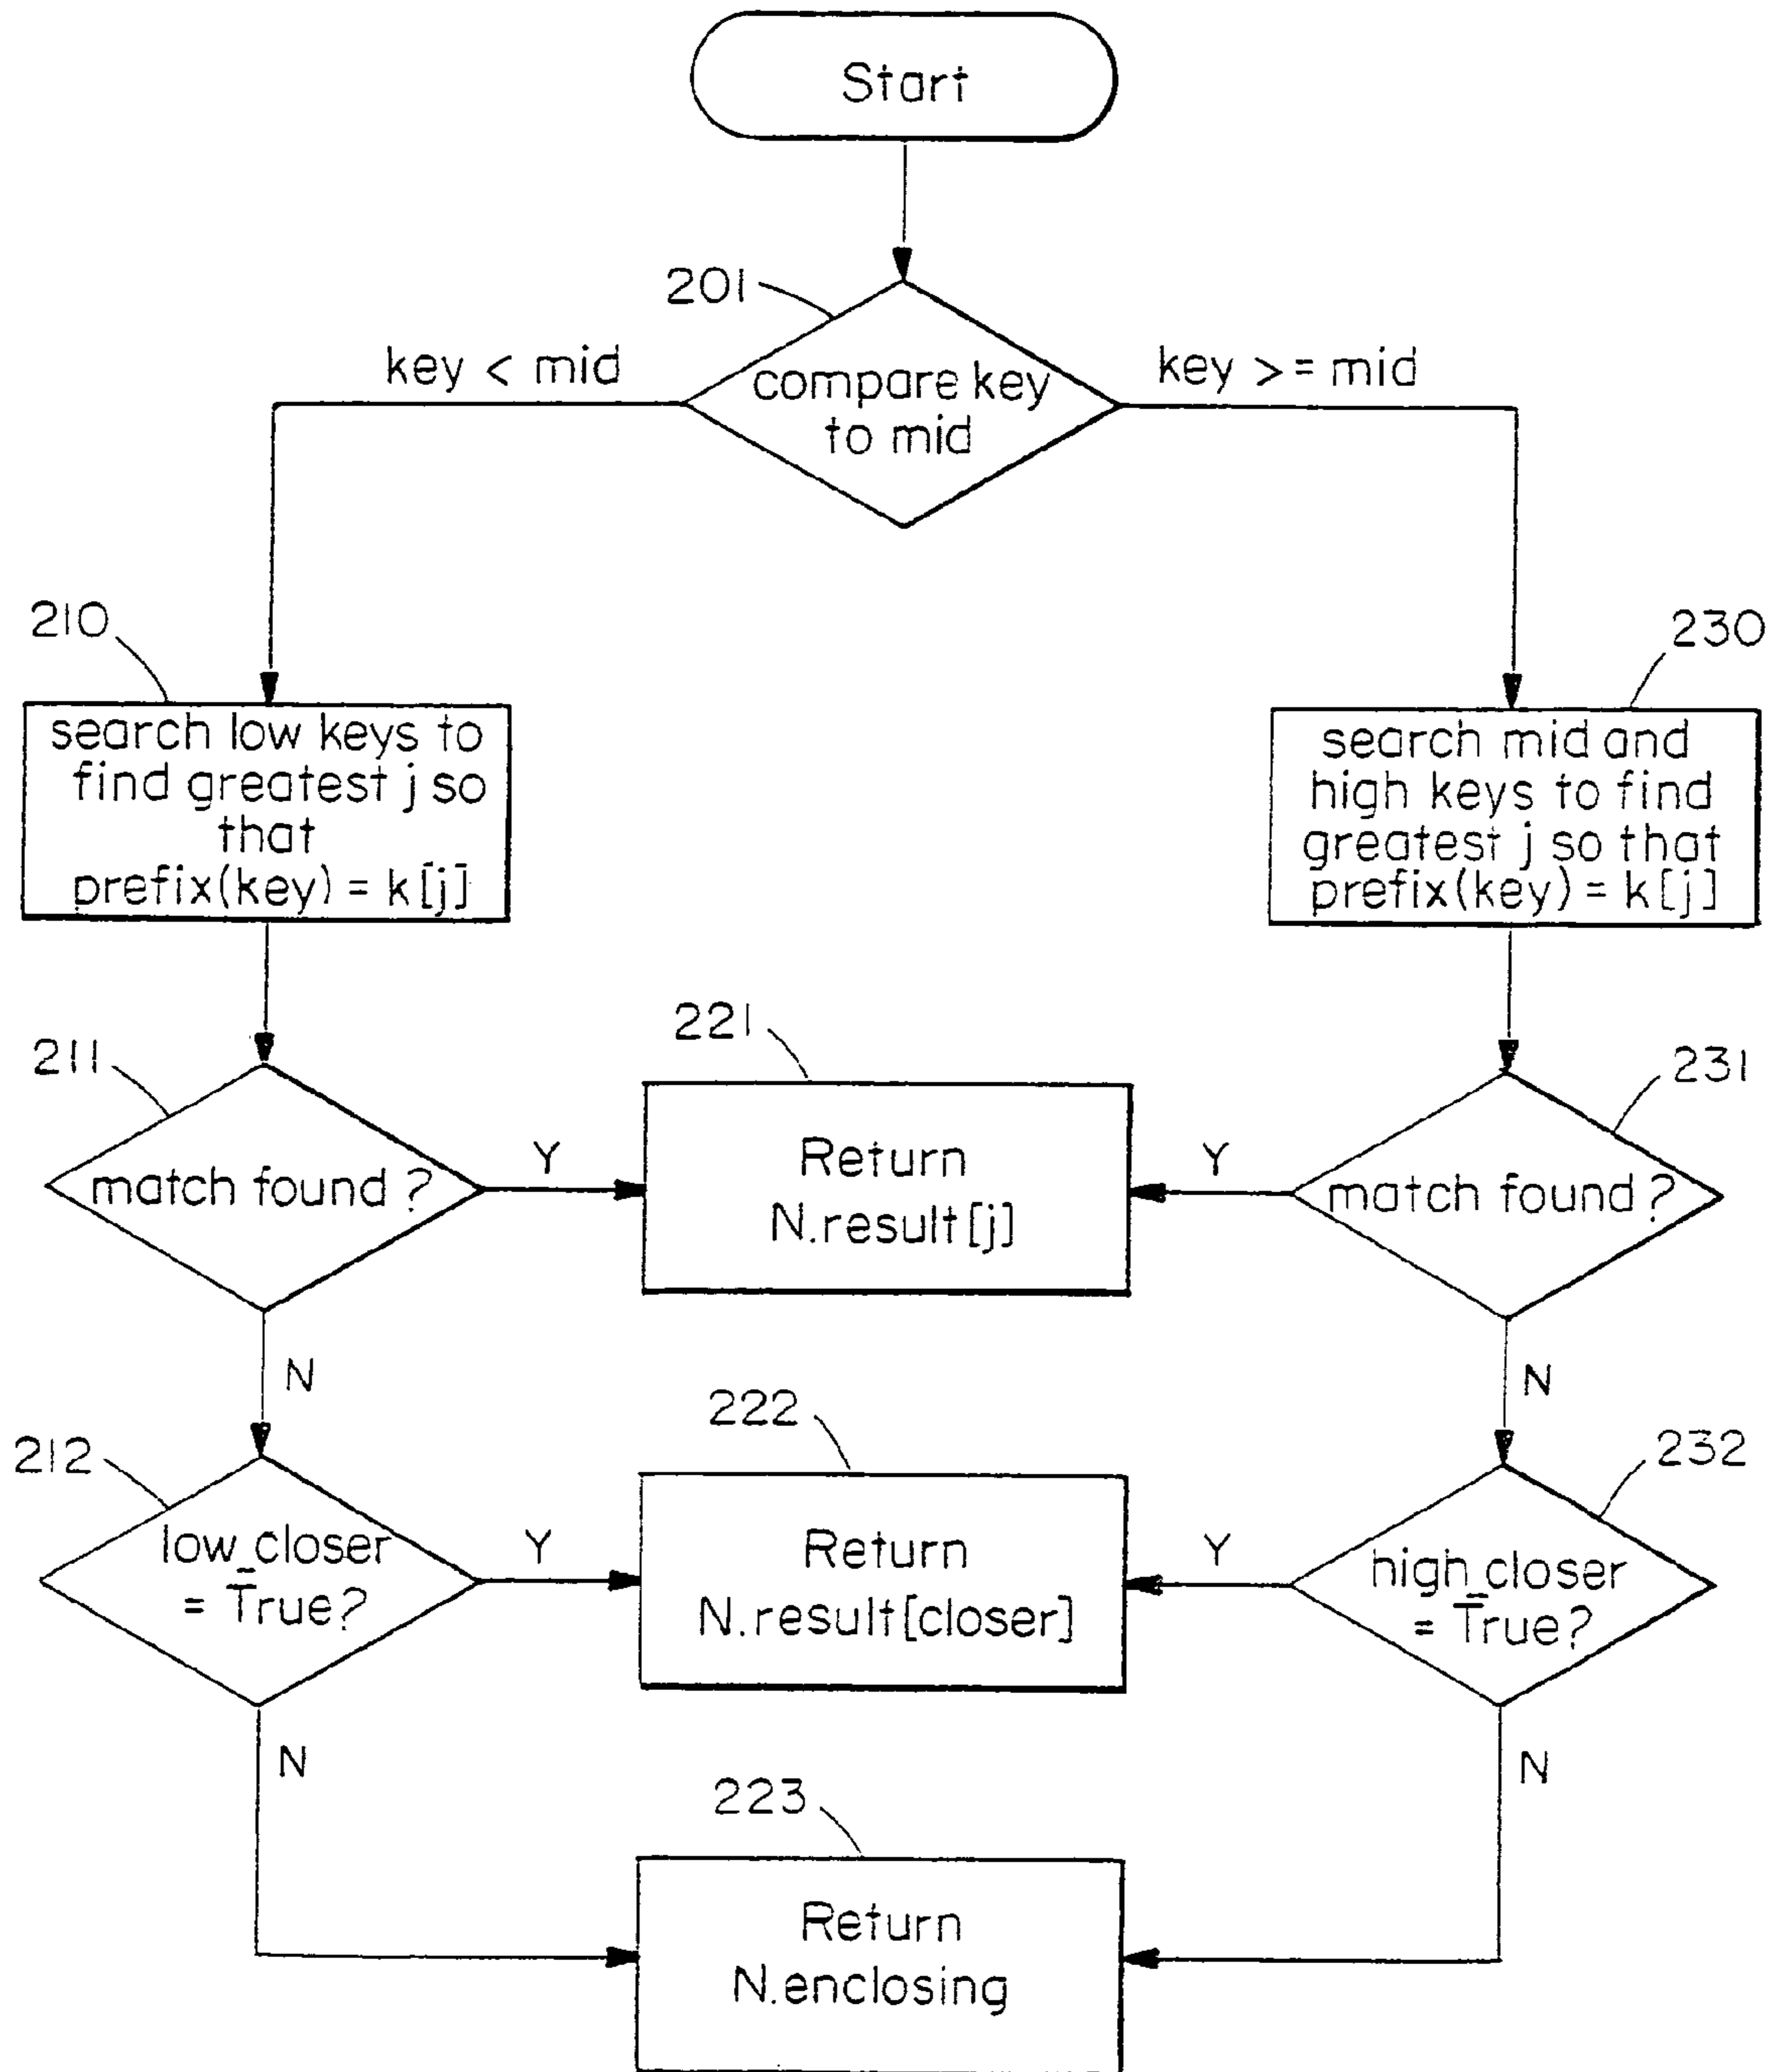 Start
201
key < mid
key >= mid
compare key
to mid
210
230
search low keys to
find greatest j so
that
prefix(key) = k[j]
search mid and
high keys to find
greatest j so that
prefix(key) = k[j]
211
221
231
match found ?
Y
Return
N.result[j]
Y
match found ?
N
N
212
222
232
low_closer
= True?
Y
Return
N.result[closer]
Y
high_closer
= True?
N
N
223
Return
N.enclosing